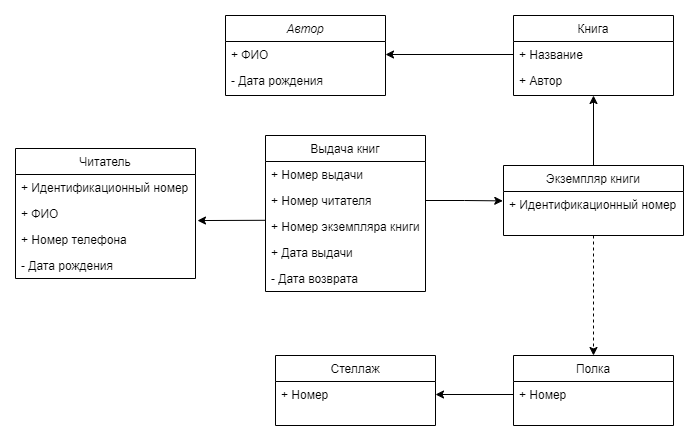 Автор
+ ФИО
- Дата рождения
Книга
+ Название
+ Автор
Читатель
+ Идентификационный номер
+ ФИО
+ Номер телефона
- Дата рождения
Выдача книг
+ Номер выдачи
+ Номер читателя
+ Номер экземпляра книги
+ Дата выдачи
- Дата возврата
Экземпляр книги
+ Идентификационный номер
Стеллаж
+ Номер
Полка
+ Номер